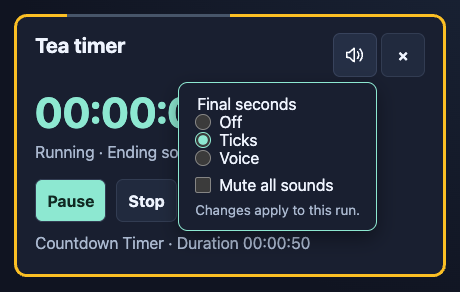 Tea timer
×
00:00:0
Final seconds
Off
Ticks
Voice
Mute all sounds
Changes apply to this run.
Running · Ending so
Pause
Stop
Countdown Timer · Duration 00:00:50